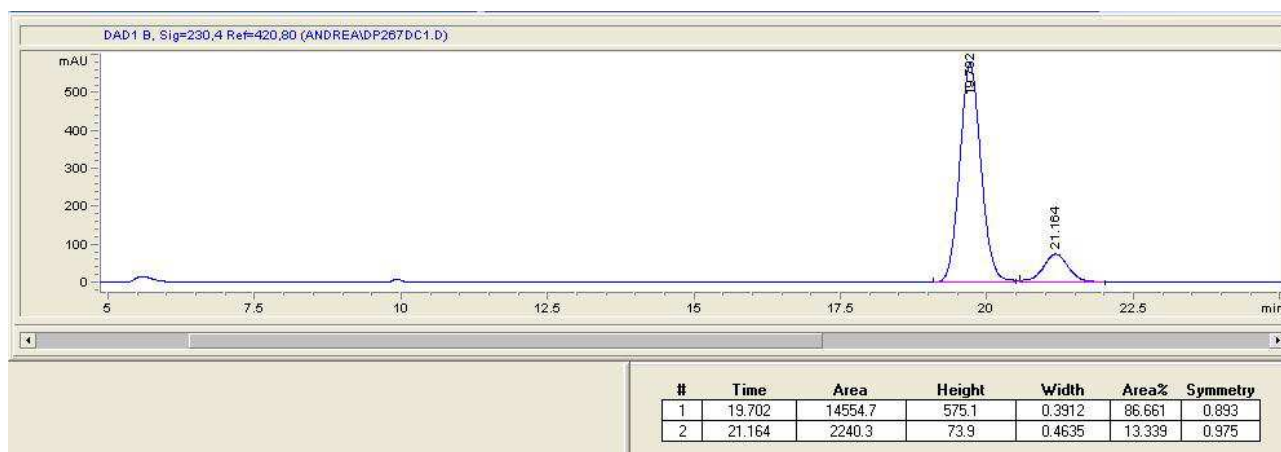 DAD1 B, Sig=230,4 Ref=420,80 (ANDREA\DP267DC1.D)
mAU
500
400
300
200
100
0
19.702
21.164
5 7.5 10 12.5 15 17.5 20 22.5 min
# Time Area Height Width Area% Symmetry
1 19.702 14554.7 575.1 0.3912 86.661 0.893
2 21.164 2240.3 73.9 0.4635 13.339 0.975